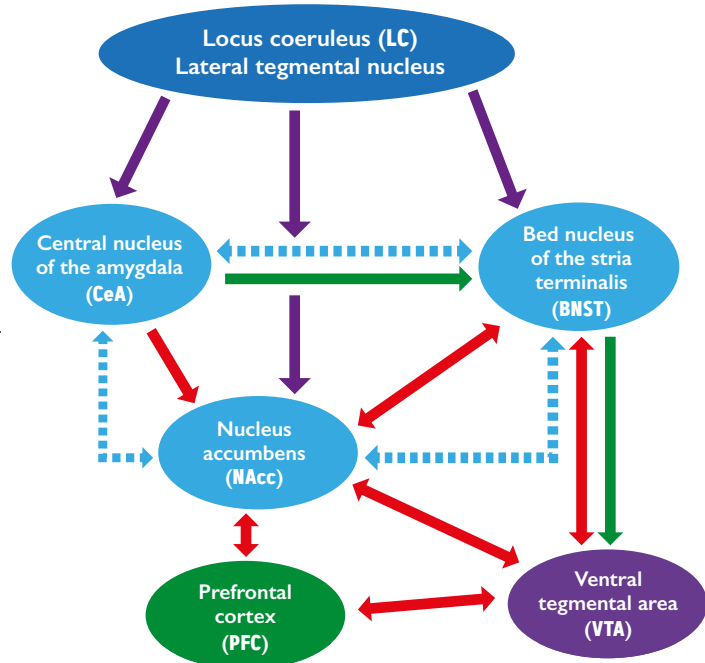 Locus coeruleus (LC)
Lateral tegmental nucleus
Central nucleus
of the amygdala
(CeA)
Bed nucleus
of the stria
terminalis
(BNST)
Nucleus
accumbens
(NAcc)
Prefrontal
cortex
(PFC)
Ventral
tegmental area
(VTA)